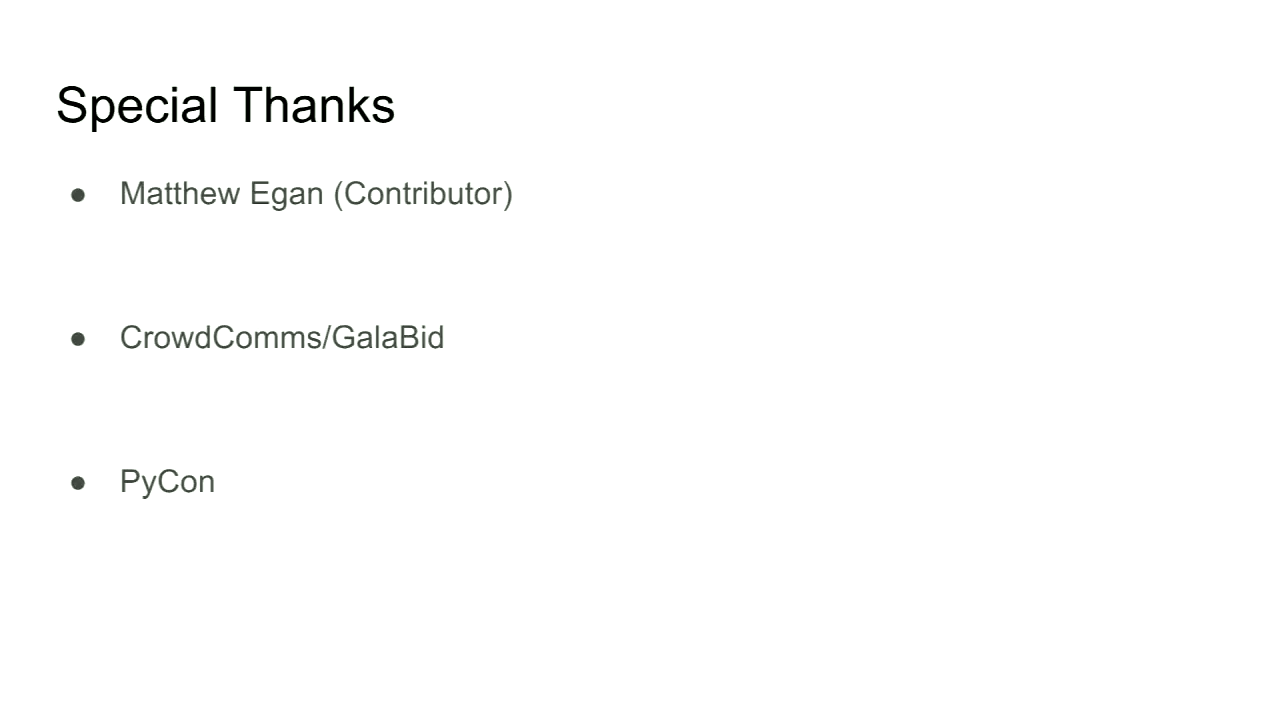 Special Thanks
● Matthew Egan (Contributor)
● CrowdComms/GalaBid
● PyCon